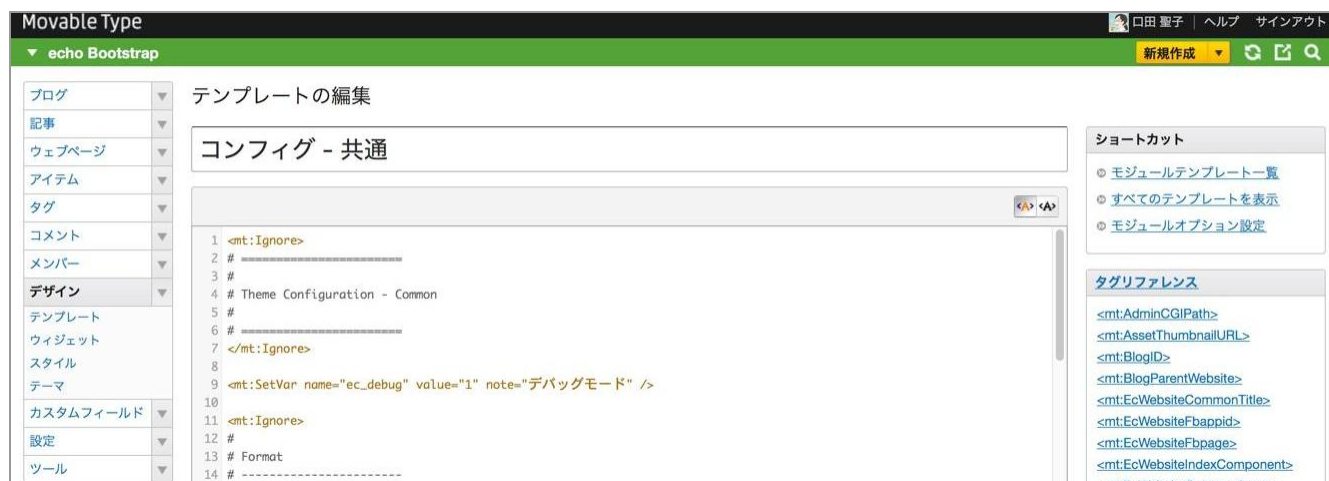 Movable Type
口田 聖子 | ヘルプ サインアウト
echo Bootstrap
新規作成
ブログ
記事
ウェブページ
アイテム
タグ
コメント
メンバー
デザイン
テンプレート
ウィジェット
スタイル
テーマ
カスタムフィールド
設定
ツール
テンプレートの編集
コンフィグ - 共通
<A> <A>
1 <mt:Ignore>
2 # =======================
3 #
4 # Theme Configuration - Common
5 #
6 # =======================
7 </mt:Ignore>
8
9 <mt:SetVar name="ec_debug" value="1" note="デバッグモード" />
10
11 <mt:Ignore>
12 #
13 # Format
14 # -----------------------
ショートカット
モジュールテンプレート一覧
すべてのテンプレートを表示
モジュールオプション設定
タグリファレンス
<mt:AdminCGIPath>
<mt:AssetThumbnailURL>
<mt:BlogID>
<mt:BlogParentWebsite>
<mt:EcWebsiteCommonTitle>
<mt:EcWebsiteFbappid>
<mt:EcWebsiteFbpage>
<mt:EcWebsiteIndexComponent>